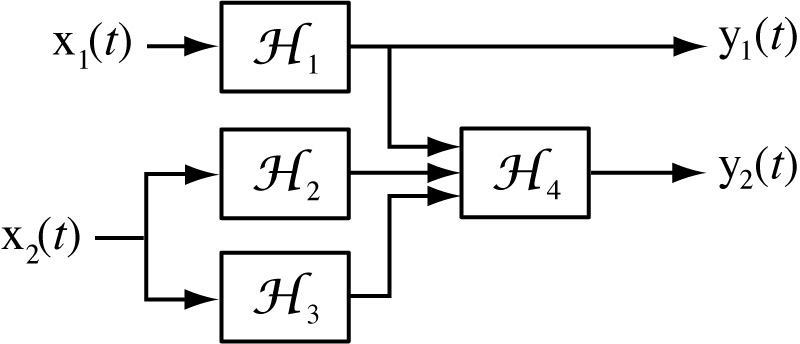 x₁(t) ℋ₁ y₁(t)
ℋ₂ ℋ₄ y₂(t)
x₂(t)
ℋ₃